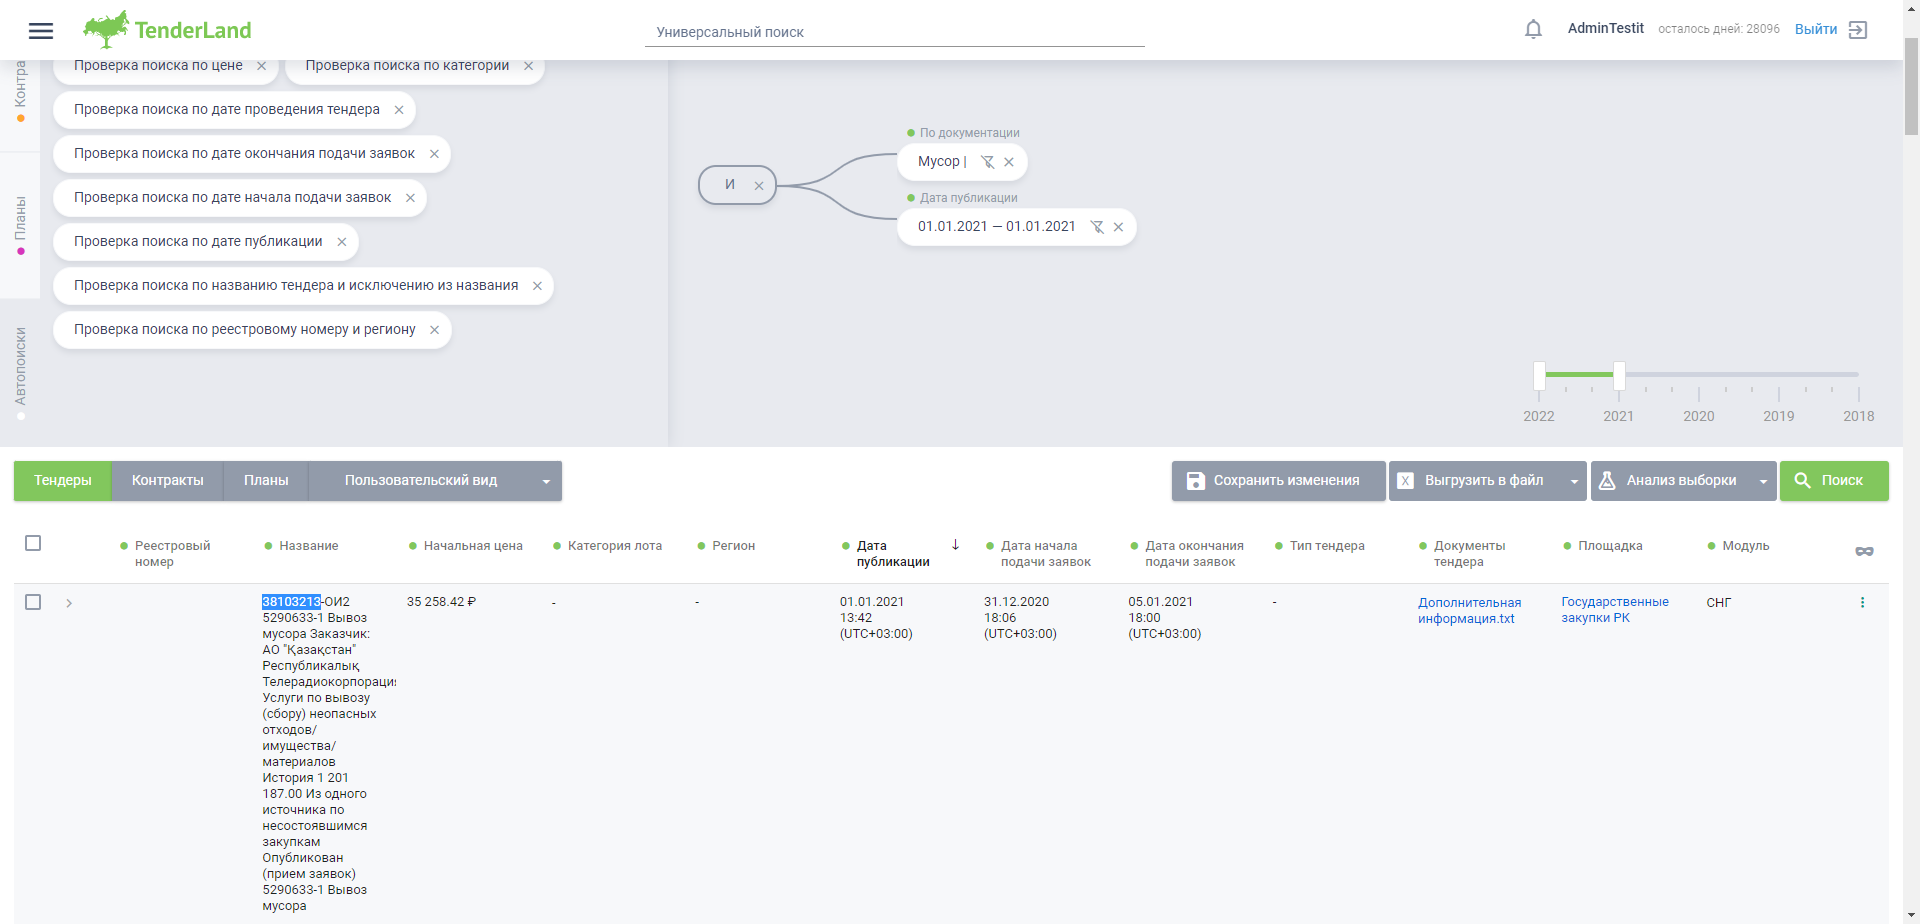 TenderLand
Универсальный поиск
AdminTestit
осталось дней: 28096
Выйти
Контра
Планы
Автопоиски
Проверка поиска по цене
Проверка поиска по категории
Проверка поиска по дате проведения тендера
Проверка поиска по дате окончания подачи заявок
Проверка поиска по дате начала подачи заявок
Проверка поиска по дате публикации
Проверка поиска по названию тендера и исключению из названия
Проверка поиска по реестровому номеру и региону
И
По документации
Мусор |
Дата публикации
01.01.2021 — 01.01.2021
2022 2021 2020 2019 2018
Тендеры
Контракты
Планы
Пользовательский вид
Сохранить изменения
Выгрузить в файл
Анализ выборки
Поиск
Реестровый
номер
Название
Начальная цена
Категория лота
Регион
Дата
публикации
Дата начала
подачи заявок
Дата окончания
подачи заявок
Тип тендера
Документы
тендера
Площадка
Модуль
38103213-ОИ2
5290633-1 Вывоз
мусора Заказчик:
АО "Қазақстан"
Республикалық
Телерадиокорпорация
Услуги по вывозу
(сбору) неопасных
отходов/
имущества/
материалов
История 1 201
187.00 Из одного
источника по
несостоявшимся
закупкам
Опубликован
(прием заявок)
5290633-1 Вывоз
мусора
35 258.42 ₽
-
-
01.01.2021
13:42
(UTC+03:00)
31.12.2020
18:06
(UTC+03:00)
05.01.2021
18:00
(UTC+03:00)
-
Дополнительная
информация.txt
Государственные
закупки РК
СНГ